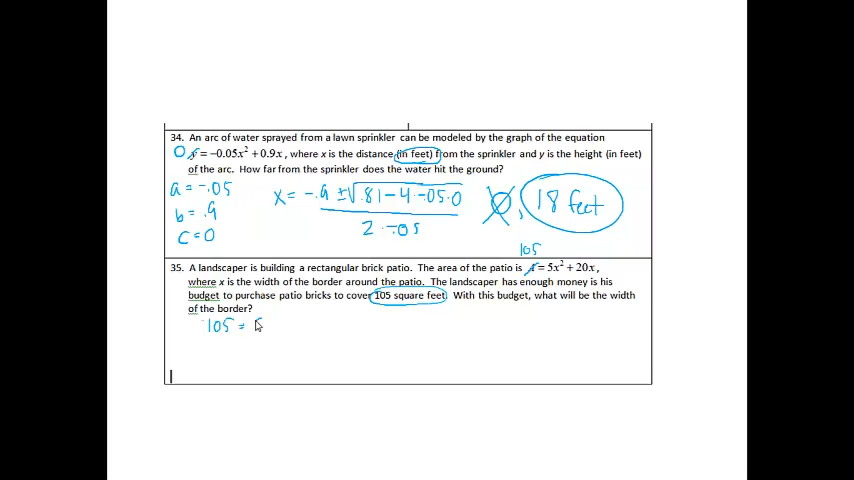 34. An arc of water sprayed from a lawn sprinkler can be modeled by the graph of the equation
0 y = −0.05x² + 0.9x, where x is the distance (in feet) from the sprinkler and y is the height (in feet)
of the arc. How far from the sprinkler does the water hit the ground?
a = -.05
b = .9
c = 0
x = -.9 ±√.81 - 4 · -.05 · 0
2 · -.05
0, 18 feet
105
35. A landscaper is building a rectangular brick patio. The area of the patio is A = 5x² + 20x,
where x is the width of the border around the patio. The landscaper has enough money is his
budget to purchase patio bricks to cover 105 square feet. With this budget, what will be the width
of the border?
105 = 5